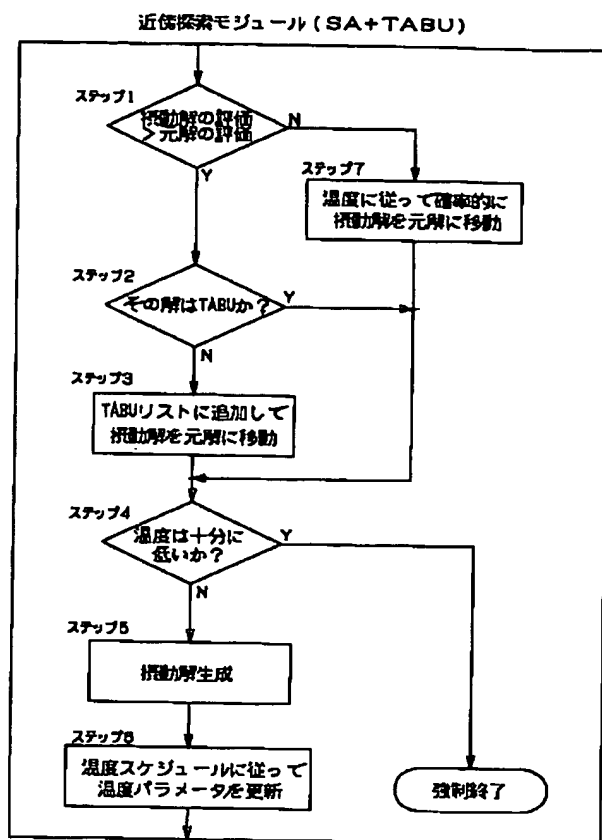 近傍探索モジュール(SA+TABU)
ステップ1
摂動解の評価
>元解の評価
N
Y
ステップ7
温度に従って確率的に
摂動解を元解に移動
ステップ2
その解はTABUか?
Y
N
ステップ3
TABUリストに追加して
摂動解を元解に移動
ステップ4
温度は十分に
低いか?
Y
N
ステップ5
摂動解生成
ステップ6
温度スケジュールに従って
温度パラメータを更新
強制終了